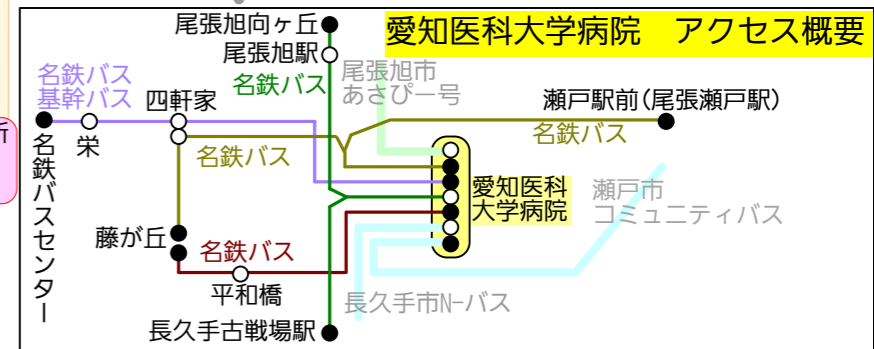 愛知医科大学病院　アクセス概要
尾張旭向ヶ丘
尾張旭駅
名鉄バス
尾張旭市
あさぴー号
名鉄バス
基幹バス
四軒家
瀬戸駅前(尾張瀬戸駅)
名鉄バス
所
栄
名鉄バスセンター
名鉄バス
愛知医科
大学病院
瀬戸市
コミュニティバス
藤が丘
名鉄バス
平和橋
長久手市N-バス
長久手古戦場駅